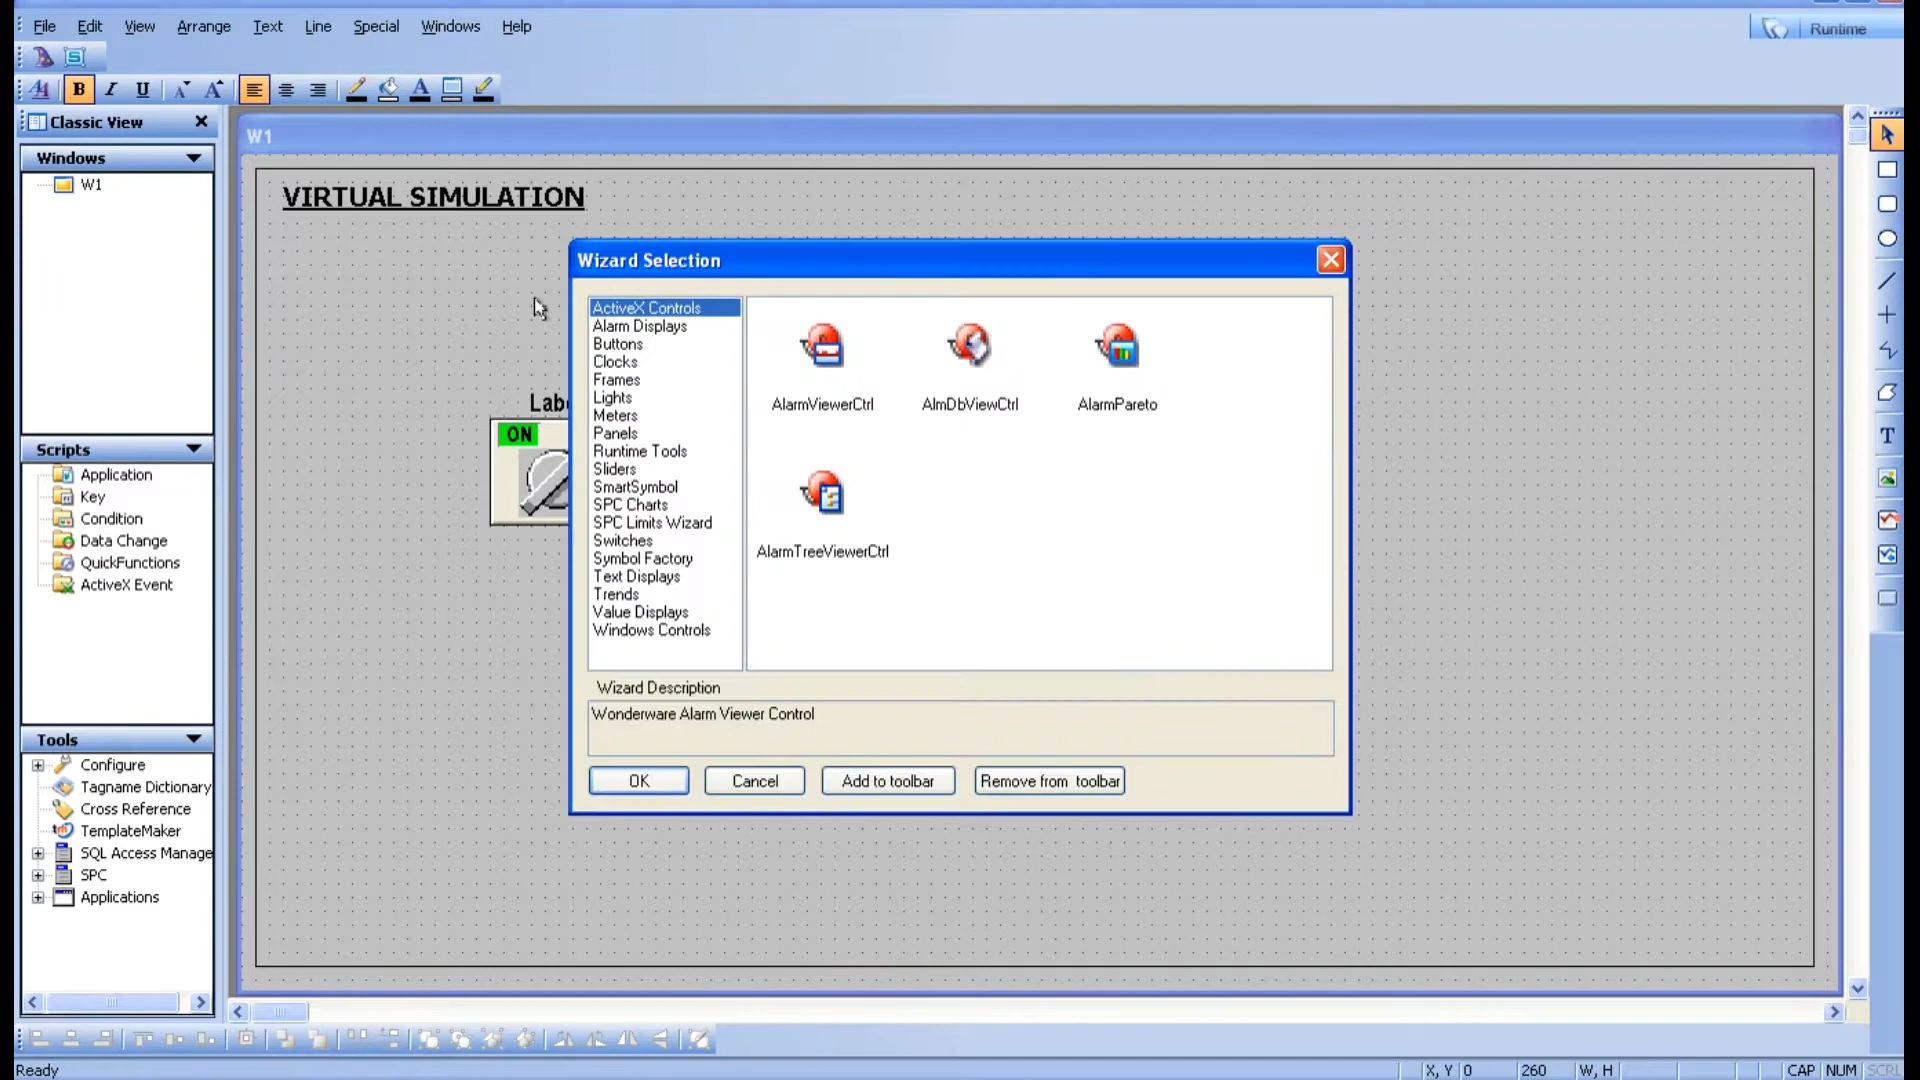 File Edit View Arrange Text Line Special Windows Help
Runtime
B I U
Classic View
Windows
W1
Scripts
Application
Key
Condition
Data Change
QuickFunctions
ActiveX Event
Tools
Configure
Tagname Dictionary
Cross Reference
TemplateMaker
SQL Access Manage
SPC
Applications
W1
VIRTUAL SIMULATION
Labe
ON
Wizard Selection
ActiveX Controls
Alarm Displays
Buttons
Clocks
Frames
Lights
Meters
Panels
Runtime Tools
Sliders
SmartSymbol
SPC Charts
SPC Limits Wizard
Switches
Symbol Factory
Text Displays
Trends
Value Displays
Windows Controls
AlarmViewerCtrl
AlmDbViewCtrl
AlarmPareto
AlarmTreeViewerCtrl
Wizard Description
Wonderware Alarm Viewer Control
OK Cancel Add to toolbar Remove from toolbar
Ready
X, Y 0 260 W, H CAP NUM SCRL